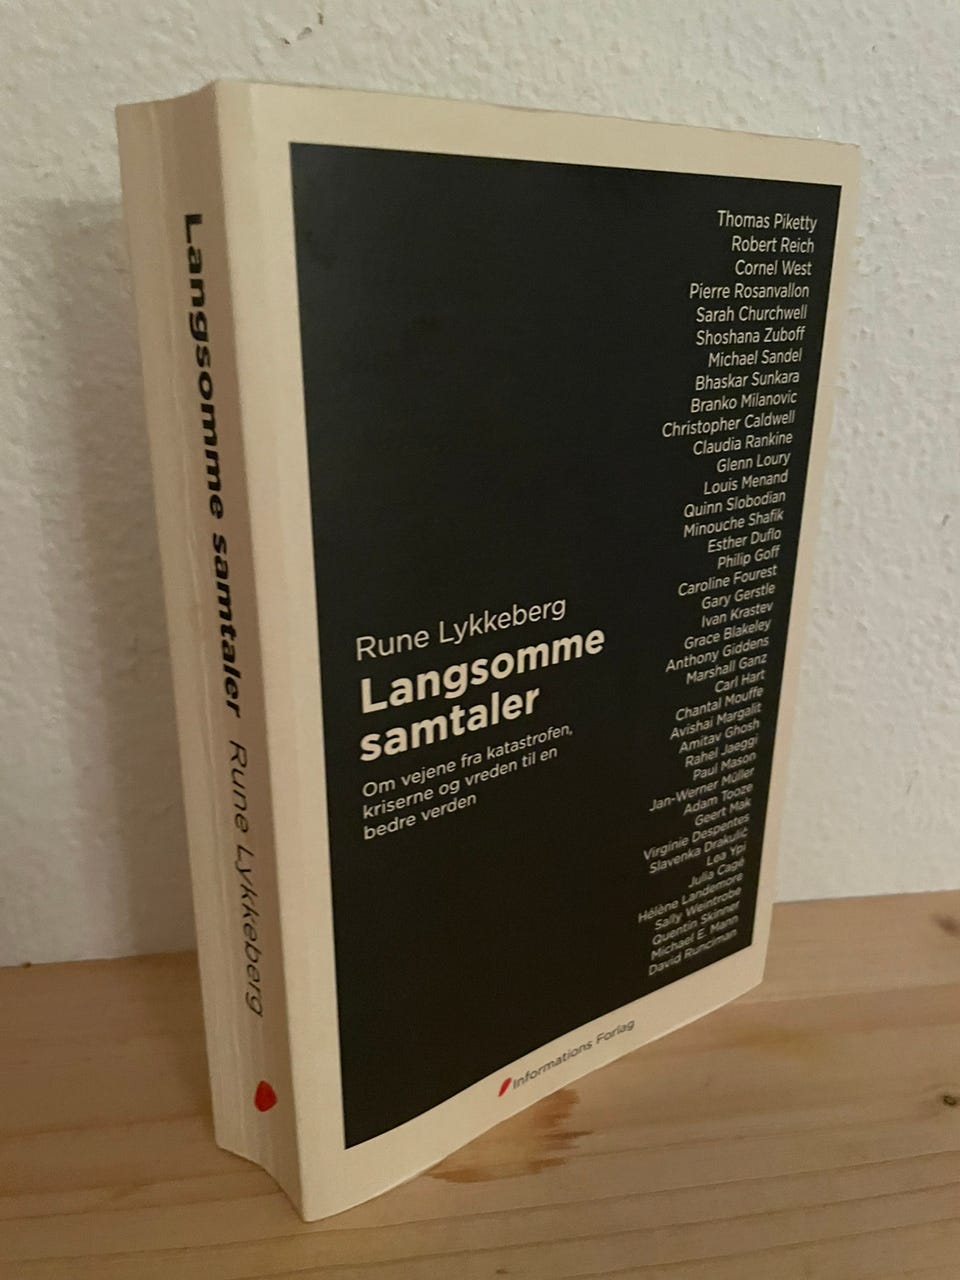 Langsomme samtaler Rune Lykkeberg
Thomas Piketty
Robert Reich
Cornel West
Pierre Rosanvallon
Sarah Churchwell
Shoshana Zuboff
Michael Sandel
Bhaskar Sunkara
Branko Milanovic
Christopher Caldwell
Claudia Rankine
Glenn Loury
Louis Menand
Quinn Slobodian
Minouche Shafik
Esther Duflo
Philip Goff
Caroline Fourest
Gary Gerstle
Ivan Krastev
Grace Blakeley
Anthony Giddens
Marshall Ganz
Carl Hart
Chantal Mouffe
Avishai Margalit
Amitav Ghosh
Rahel Jaeggi
Paul Mason
Jan-Werner Müller
Adam Tooze
Geert Mak
Virginie Despentes
Slavenka Drakulič
Lea Ypi
Julia Cagé
Hélène Landemore
Sally Weintrobe
Quentin Skinner
Michael E. Mann
David Runciman
Rune Lykkeberg
Langsomme
samtaler
Om vejene fra katastrofen,
kriserne og vreden til en
bedre verden
Informations Forlag